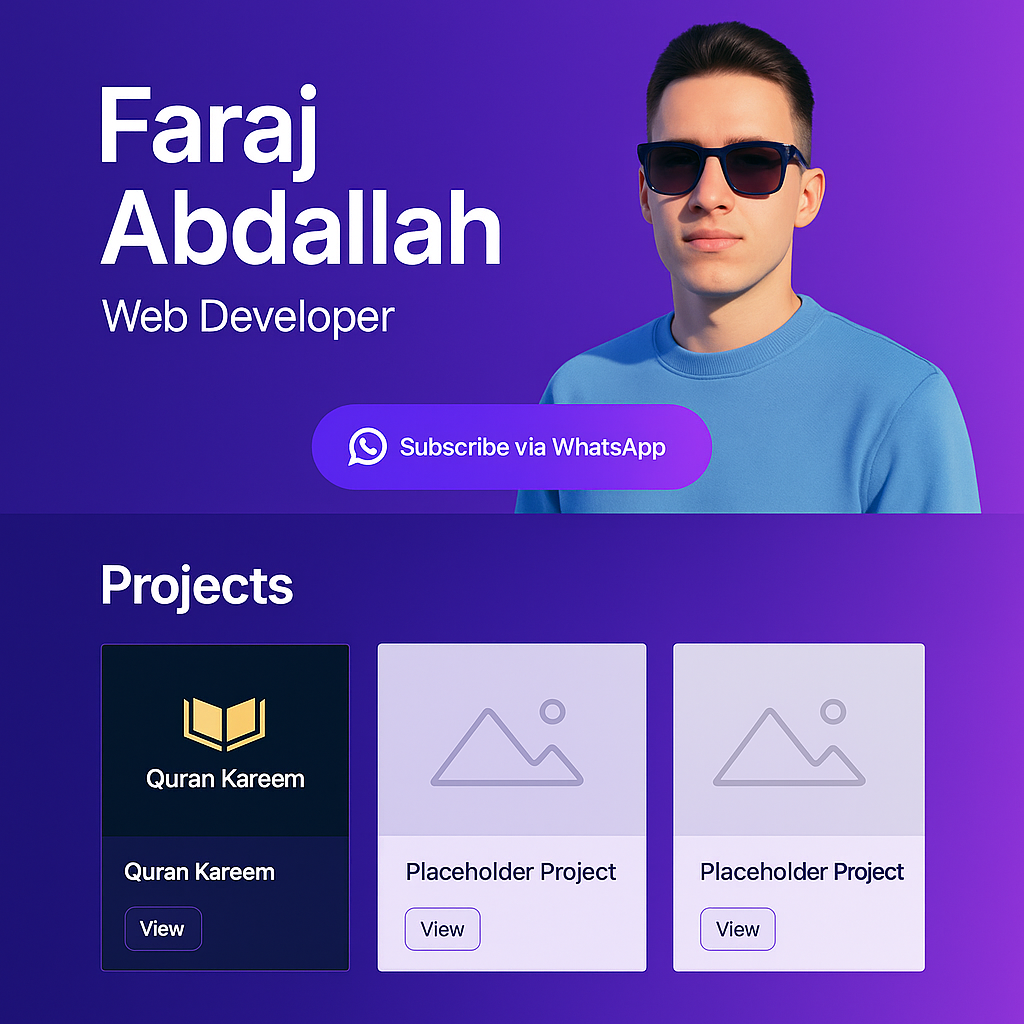 Faraj
Abdallah
Web Developer
Subscribe via WhatsApp
Projects
Quran Kareem
Quran Kareem
View
Placeholder Project
View
Placeholder Project
View